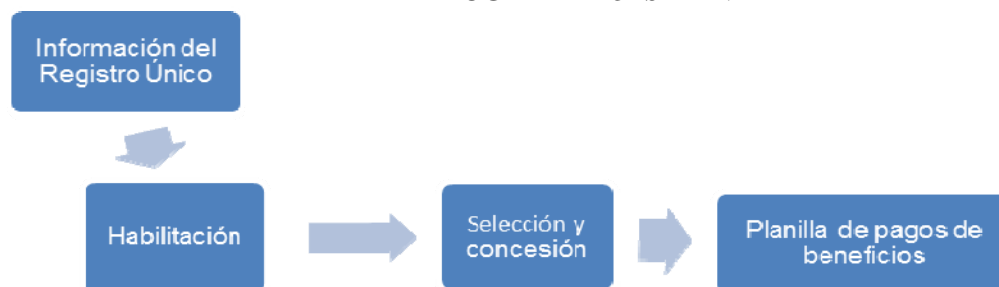 Información del
Registro Único
Habilitación
Selección y
concesión
Planilla de pagos de
beneficios